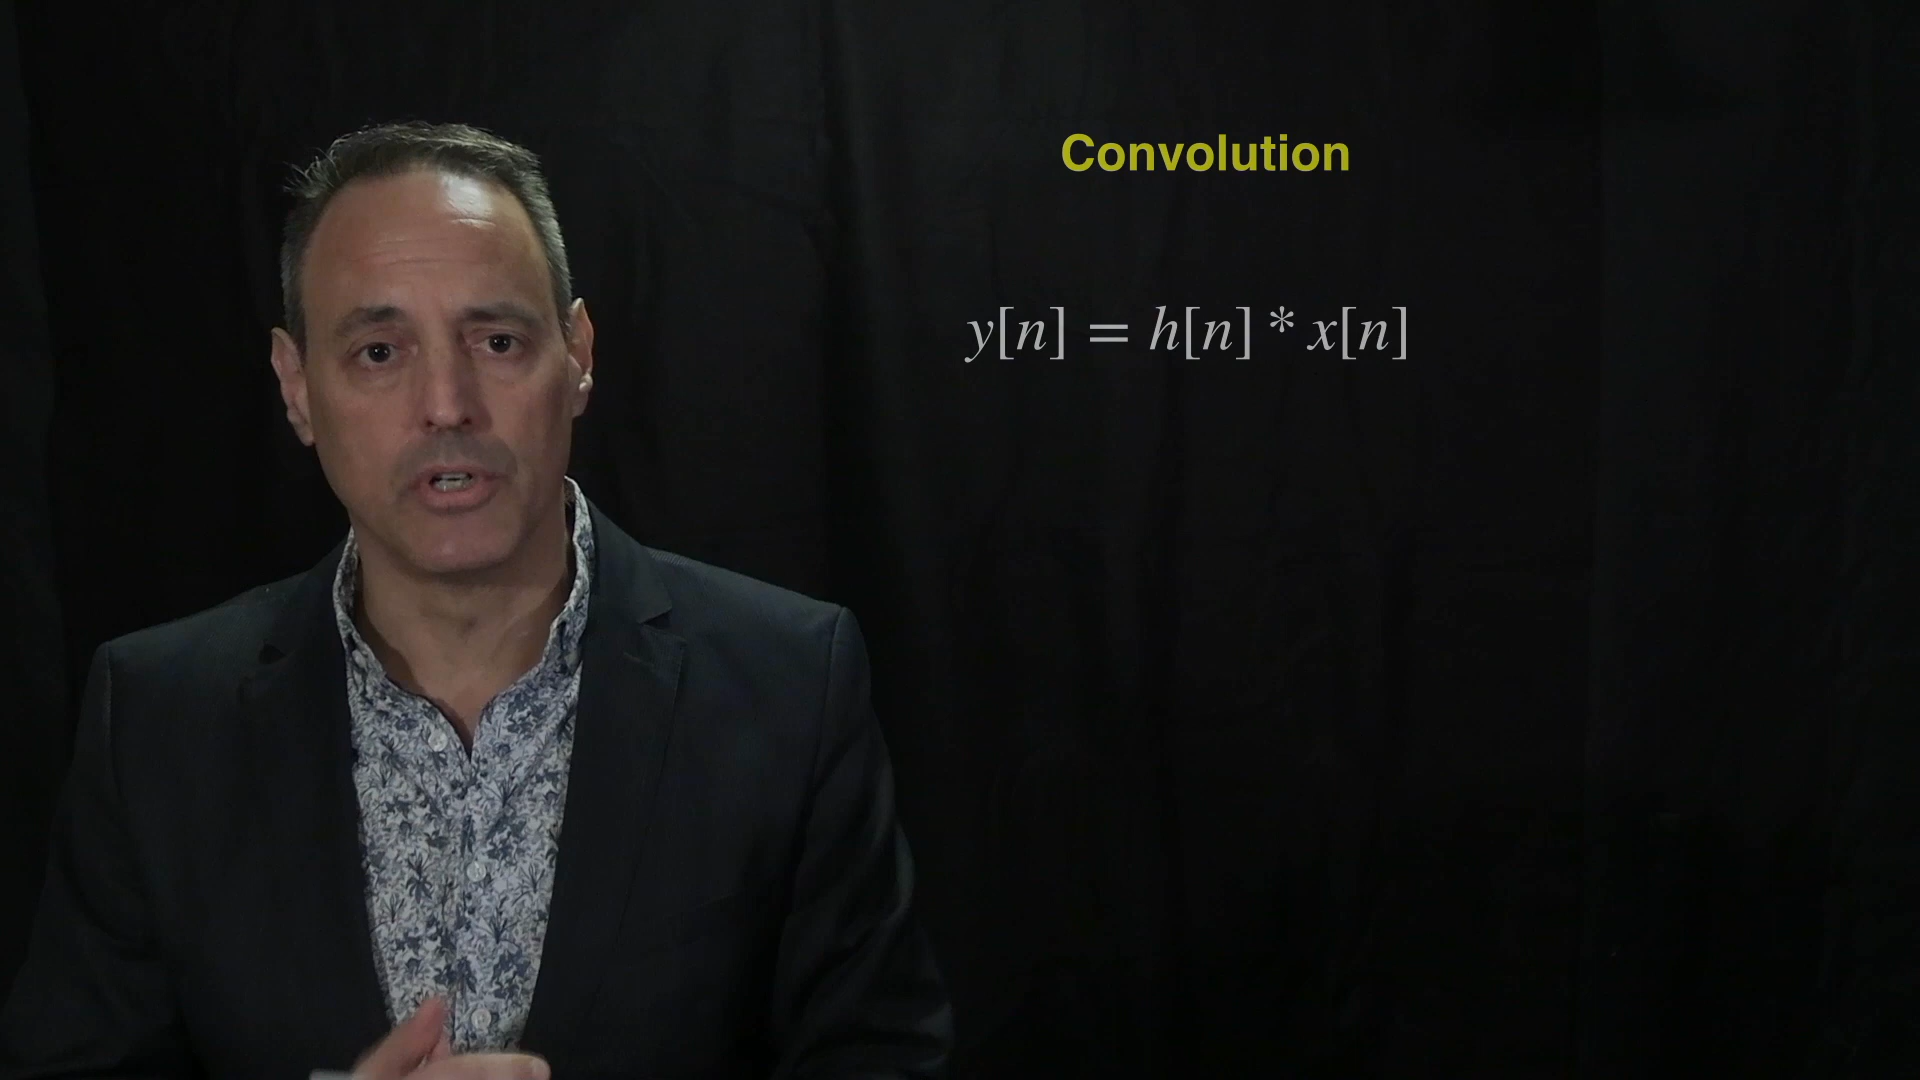 Convolution
y[n] = h[n] * x[n]